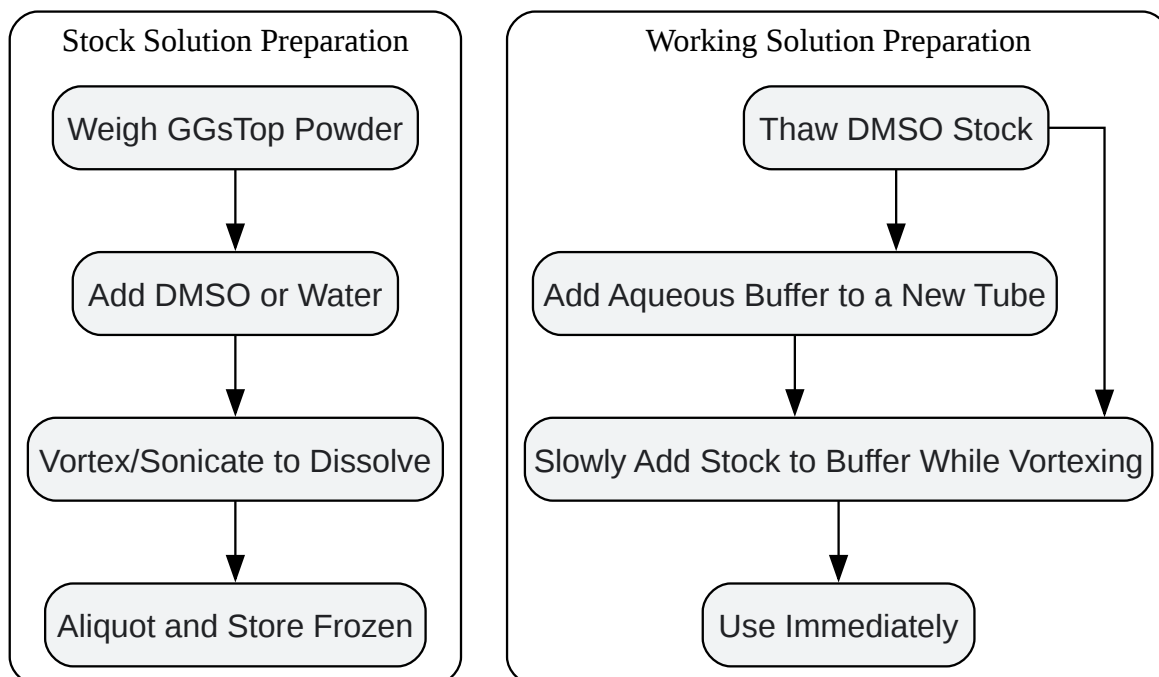 Stock Solution Preparation
Weigh GGsTop Powder
Add DMSO or Water
Vortex/Sonicate to Dissolve
Aliquot and Store Frozen
Working Solution Preparation
Thaw DMSO Stock
Add Aqueous Buffer to a New Tube
Slowly Add Stock to Buffer While Vortexing
Use Immediately